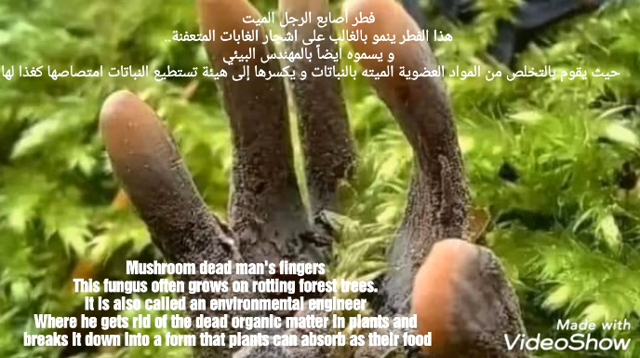 فطر أصابع الرجل الميت
هذا الفطر ينمو بالغالب على اشجار الغابات المتعفنة..
و يسموه ايضاً بالمهندس البيئي
حيث يقوم بالتخلص من المواد العضوية الميته بالنباتات و يكسرها إلى هيئة تستطيع النباتات امتصاصها كغذا لها
Mushroom dead man's fingers
This fungus often grows on rotting forest trees.
It is also called an environmental engineer
Where he gets rid of the dead organic matter in plants and
breaks it down into a form that plants can absorb as their food
Made with
VideoShow